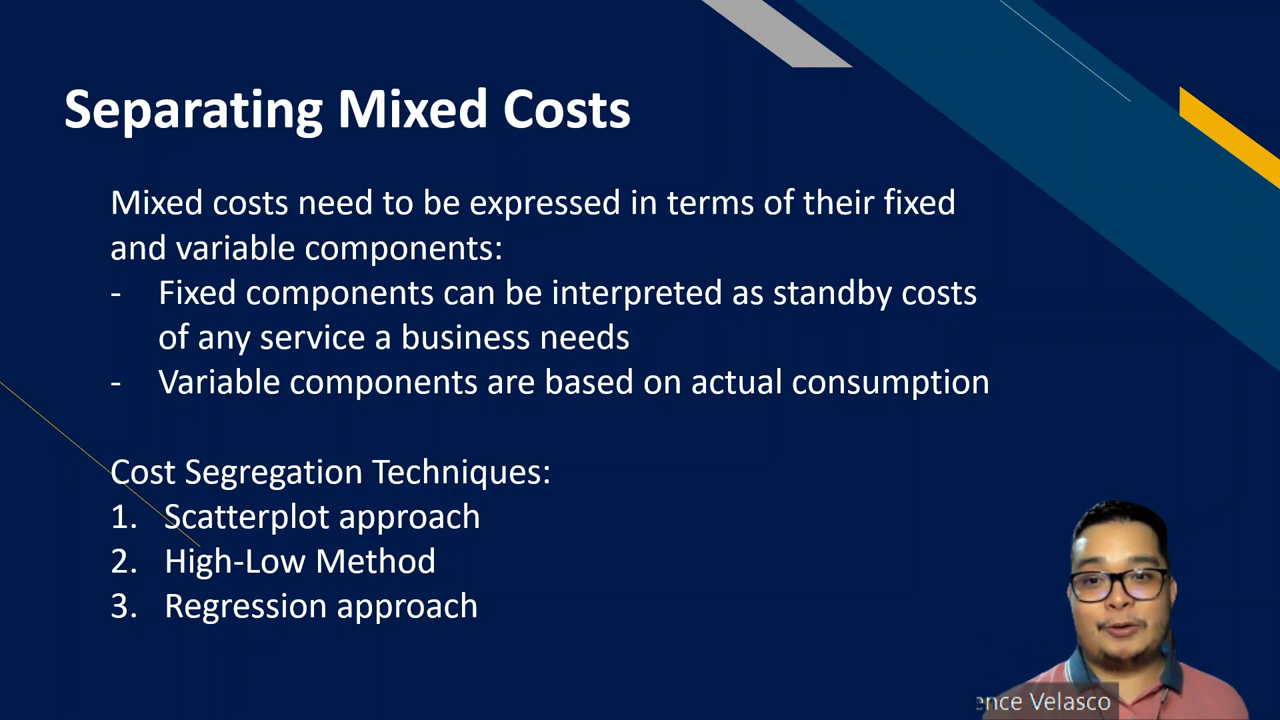 Separating Mixed Costs
Mixed costs need to be expressed in terms of their fixed
and variable components:
- Fixed components can be interpreted as standby costs
of any service a business needs
- Variable components are based on actual consumption
Cost Segregation Techniques:
1. Scatterplot approach
2. High-Low Method
3. Regression approach
Velasco